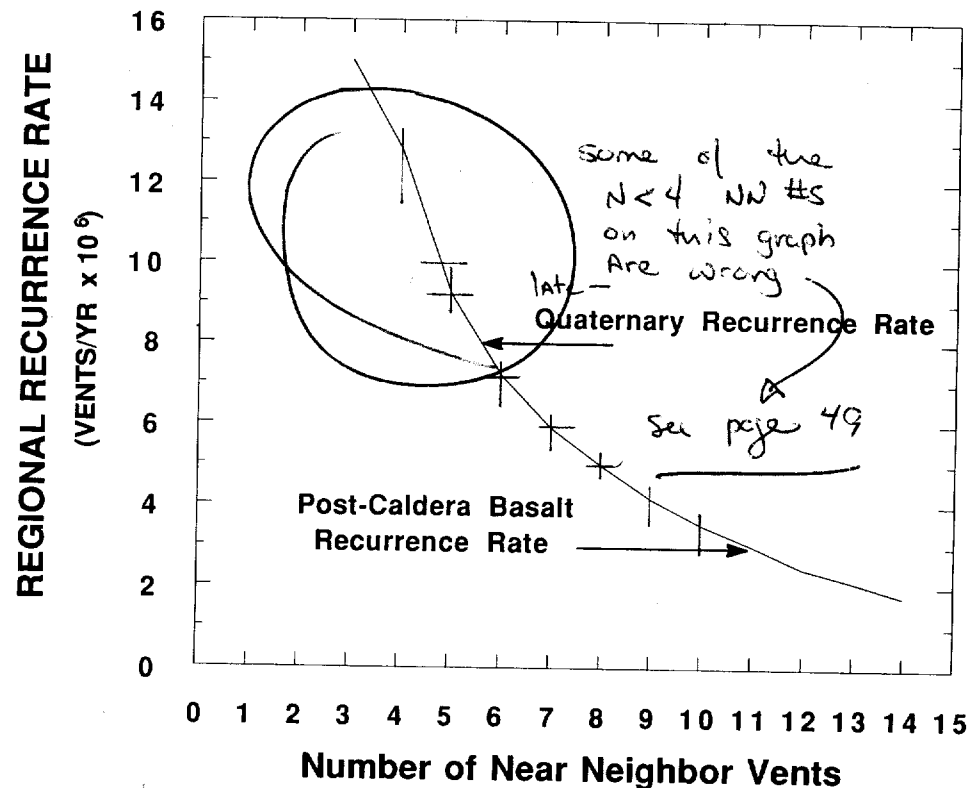 REGIONAL RECURRENCE RATE
(VENTS/YR x 10⁶)
16
14
12
10
8
6
4
2
0
some of the
N<4 NN #s
on this graph
Are wrong
late-
Quaternary Recurrence Rate
see page 49
Post-Caldera Basalt
Recurrence Rate
0 1 2 3 4 5 6 7 8 9 10 11 12 13 14 15
Number of Near Neighbor Vents